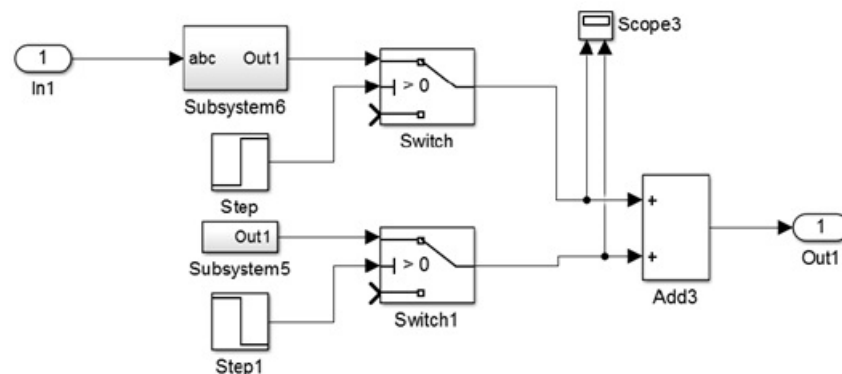 Scope3
1
In1
abc
Out1
Subsystem6
> 0
Switch
Step
Out1
Subsystem5
> 0
Switch1
Step1
+
+
Add3
1
Out1